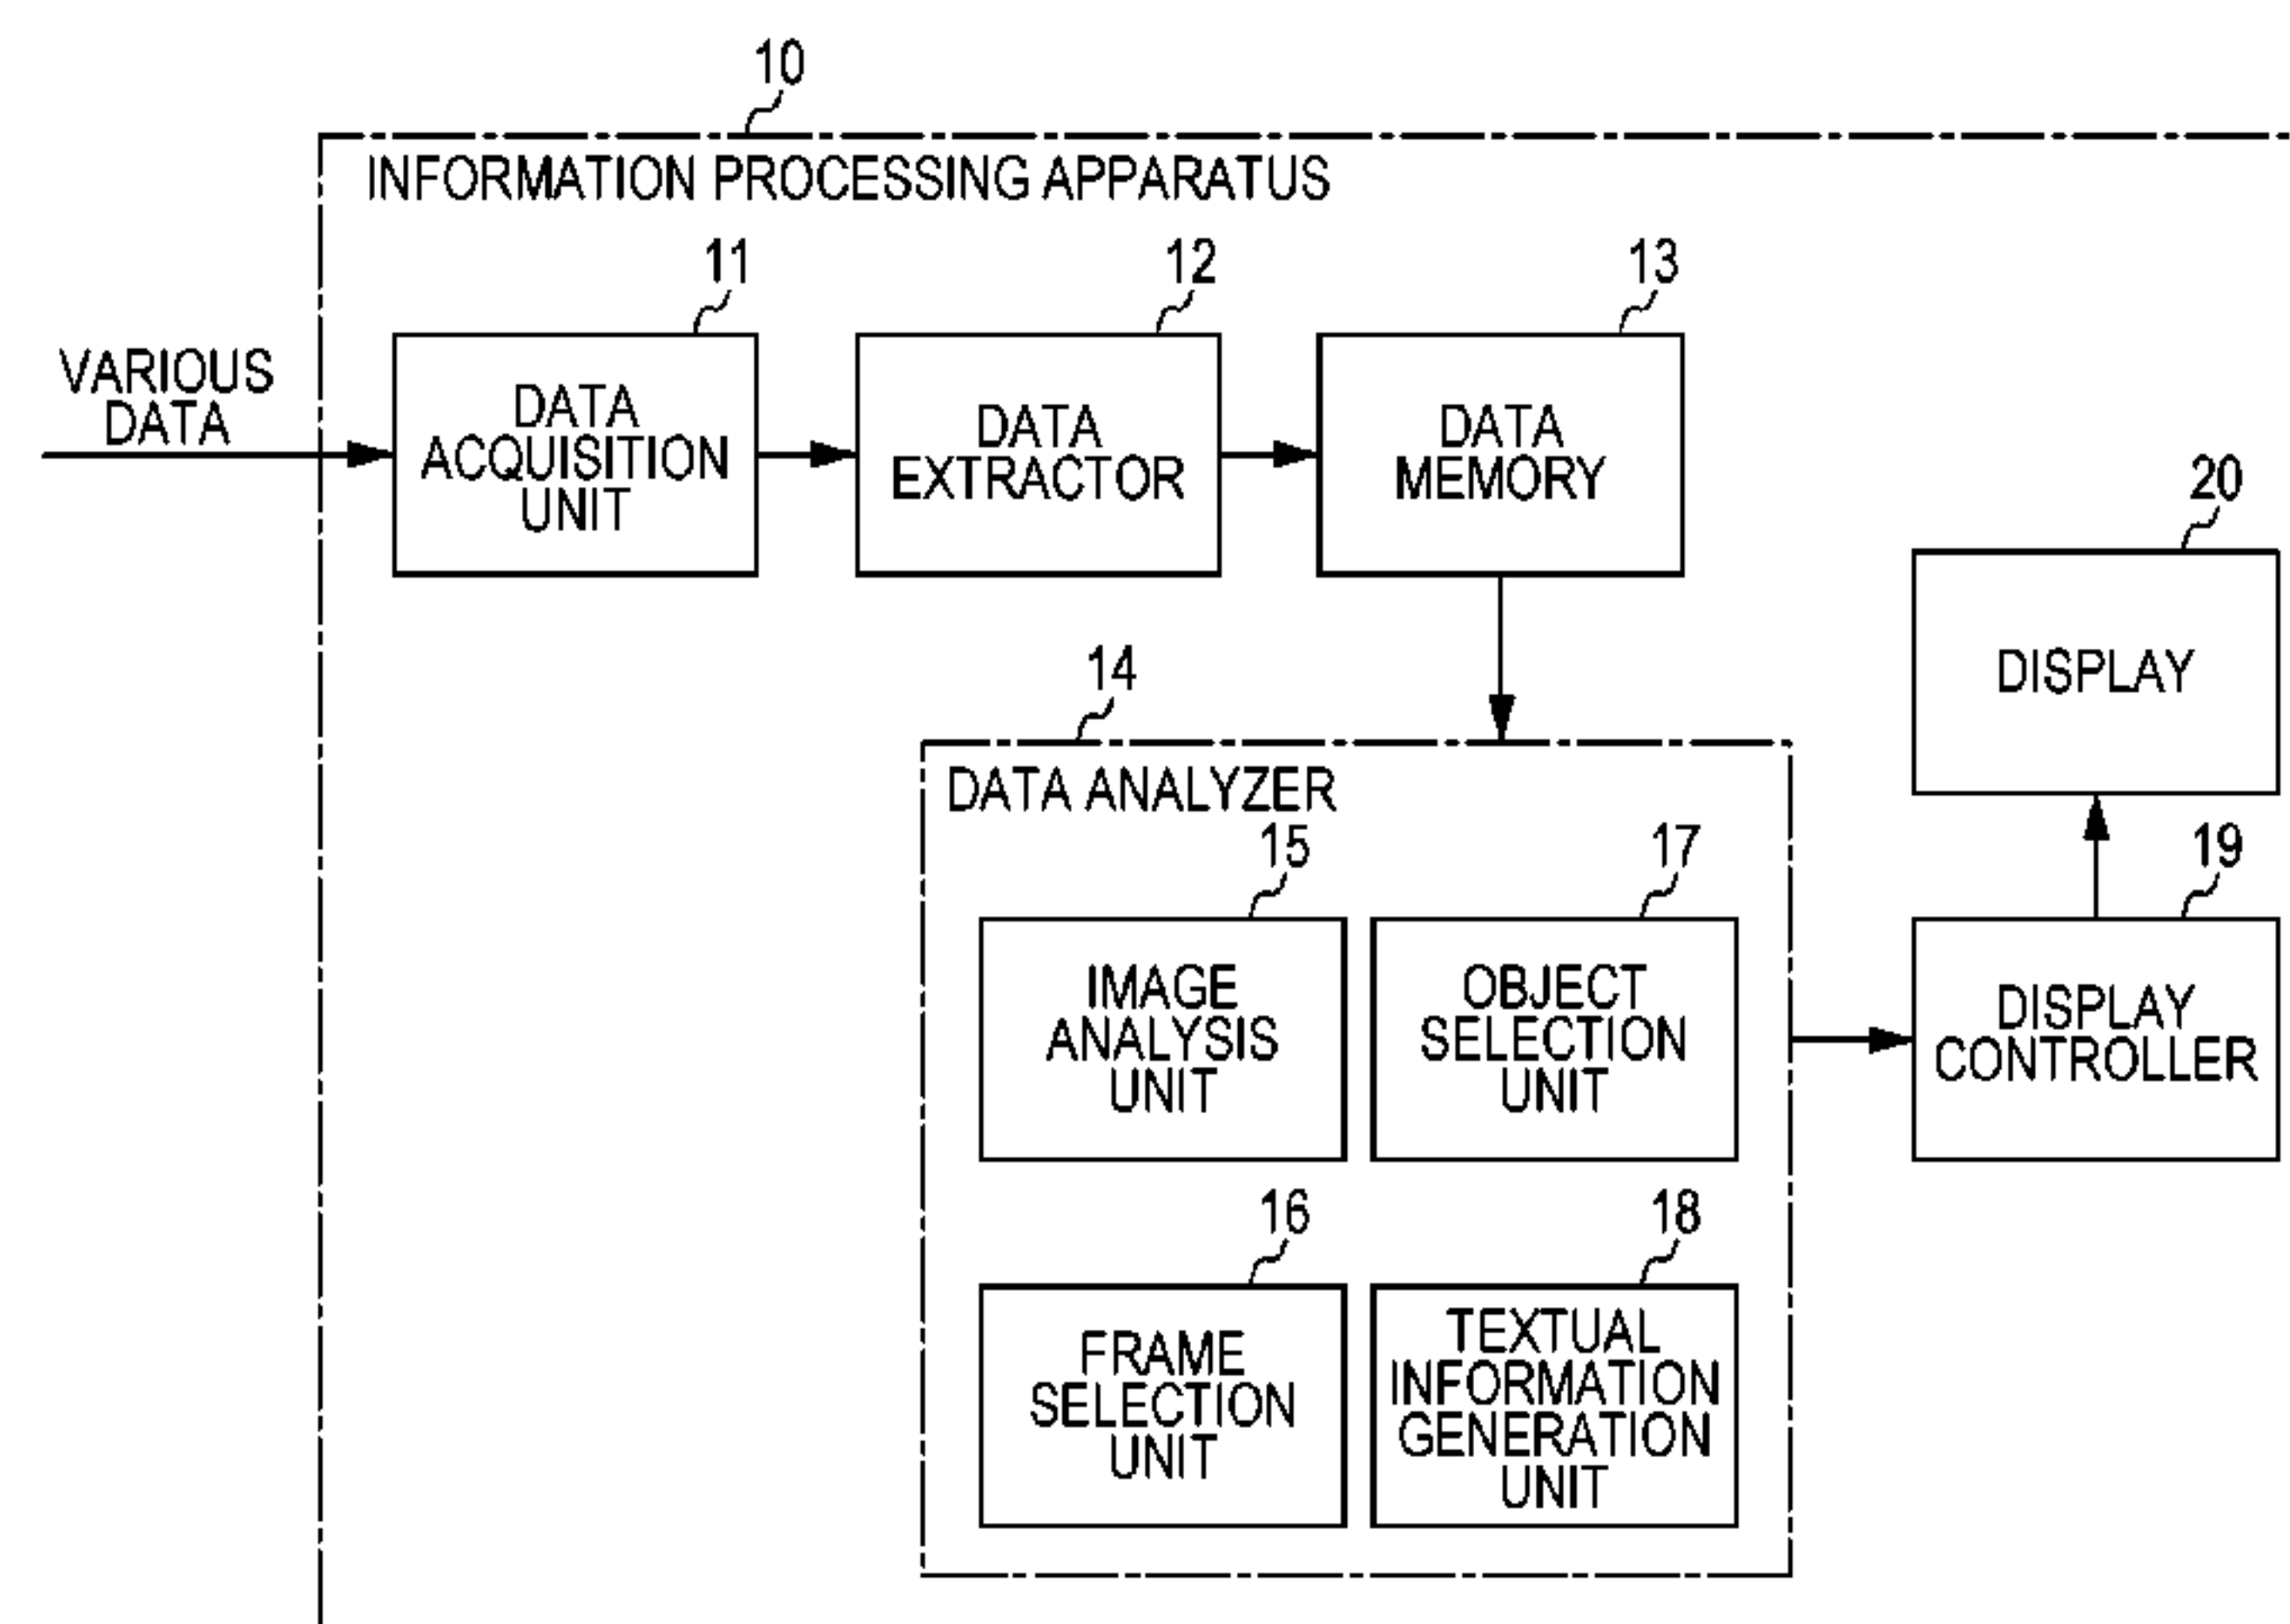 10
INFORMATION PROCESSING APPARATUS
11
12
13
VARIOUS
DATA
DATA
ACQUISITION
UNIT
DATA
EXTRACTOR
DATA
MEMORY
20
DISPLAY
14
DATA ANALYZER
15
17
19
IMAGE
ANALYSIS
UNIT
OBJECT
SELECTION
UNIT
DISPLAY
CONTROLLER
16
18
FRAME
SELECTION
UNIT
TEXTUAL
INFORMATION
GENERATION
UNIT